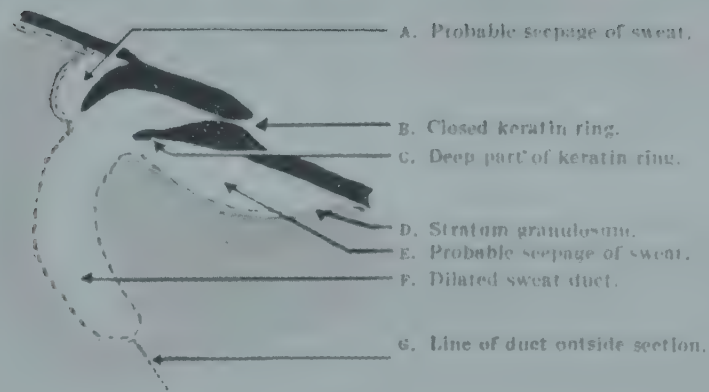 A. Probable seepage of sweat.
B. Closed keratin ring.
C. Deep part of keratin ring.
D. Stratum granulosum.
E. Probable seepage of sweat.
F. Dilated sweat duct.
G. Line of duct outside section.